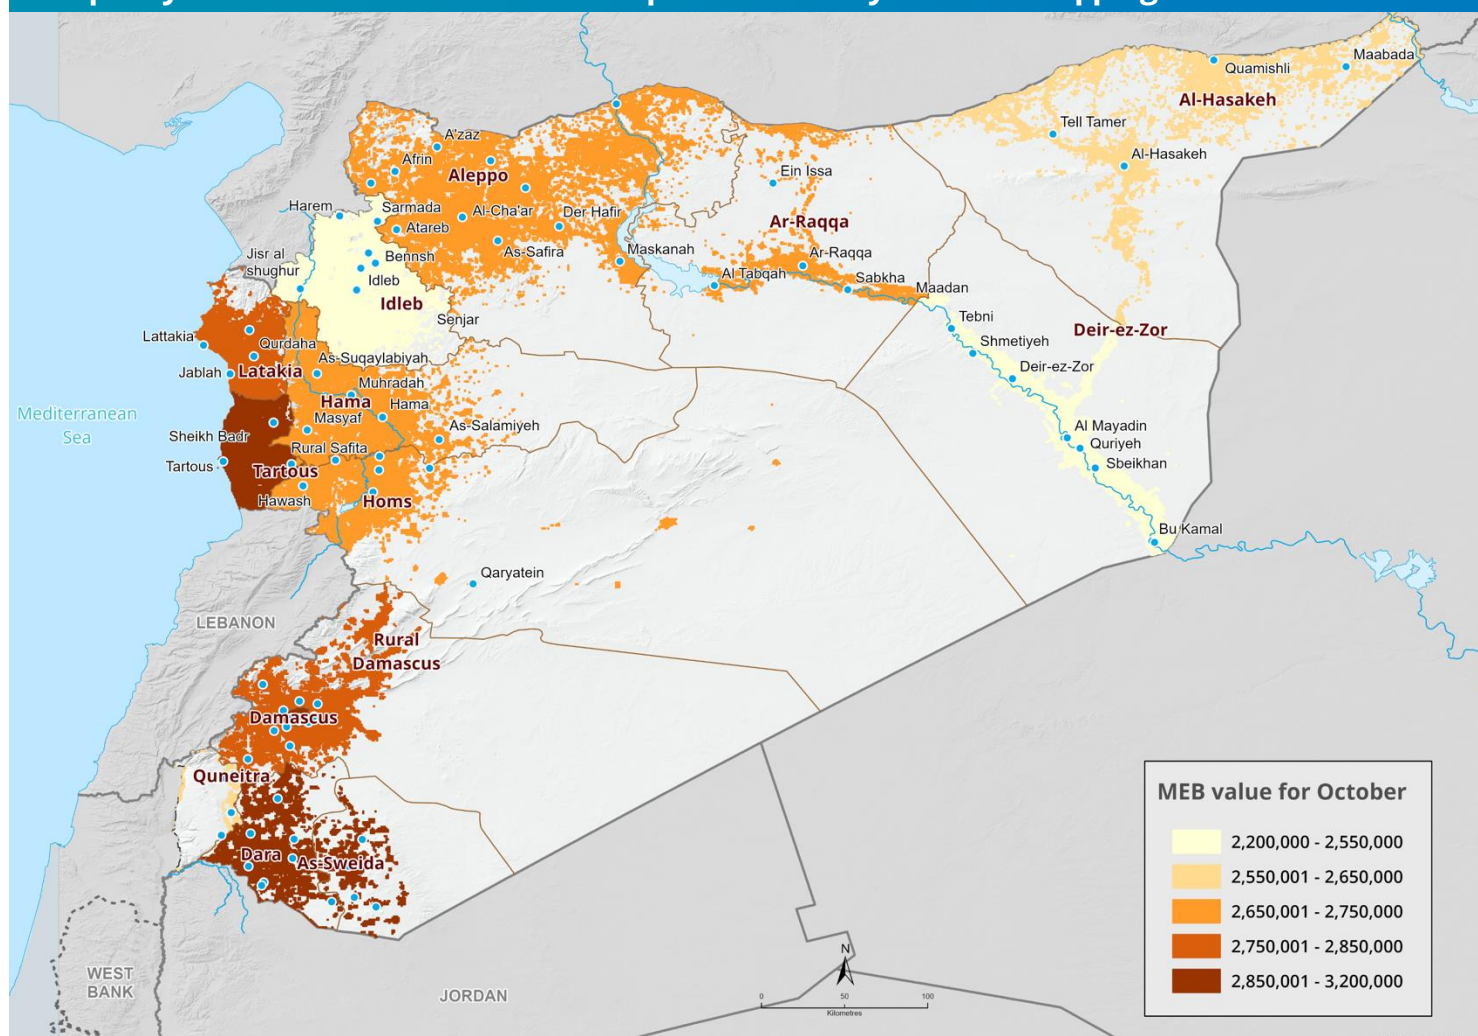 Maabada
Quamishli
Al-Hasakeh
Tell Tamer
A'zaz
Al-Hasakeh
Afrin
Aleppo
Ein Issa
Harem
Sarmada
Al-Cha'ar
Der Hafir
Ar-Raqqa
Atareb
Jisr al
shughur
Bennsh
As-Safira
Maskanah
Ar-Raqqa
Idleb
Al Tabqah
Sabkha
Maadan
Idleb
Senjar
Tebni
Deir-ez-Zor
Lattakia
Qurdaha
Shmetiyeh
As-Suqaylabiyah
Deir-ez-Zor
Jablah
Latakia
Muhradah
Hama
Hama
Mediterranean
Sea
Masyaf
As-Salamiyeh
Al Mayadin
Sheikh Badr
Rural Safita
Quriyeh
Tartous
Tartous
Sbeikhan
Hawash
Homs
Bu Kamal
Qaryatein
LEBANON
Rural
Damascus
Damascus
Quneitra
Dara
As-Sweida
MEB value for October
2,200,000 - 2,550,000
2,550,001 - 2,650,000
2,650,001 - 2,750,000
2,750,001 - 2,850,000
2,850,001 - 3,200,000
WEST
BANK
JORDAN
N
0 50 100
Kilometres